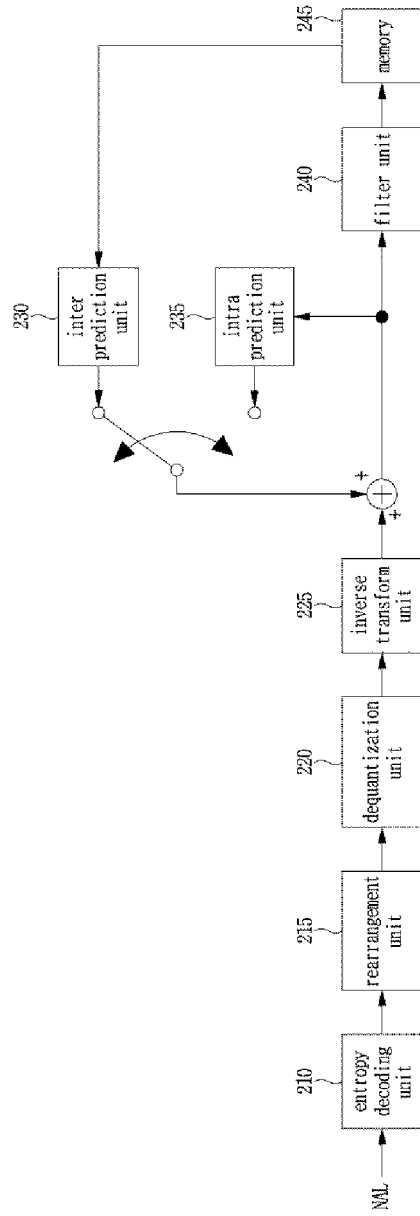 NAL
210
entropy
decoding
unit
215
rearrangement
unit
220
dequantization
unit
225
inverse
transform
unit
+
+
+
230
inter
prediction
unit
235
intra
prediction
unit
240
filter unit
245
memory